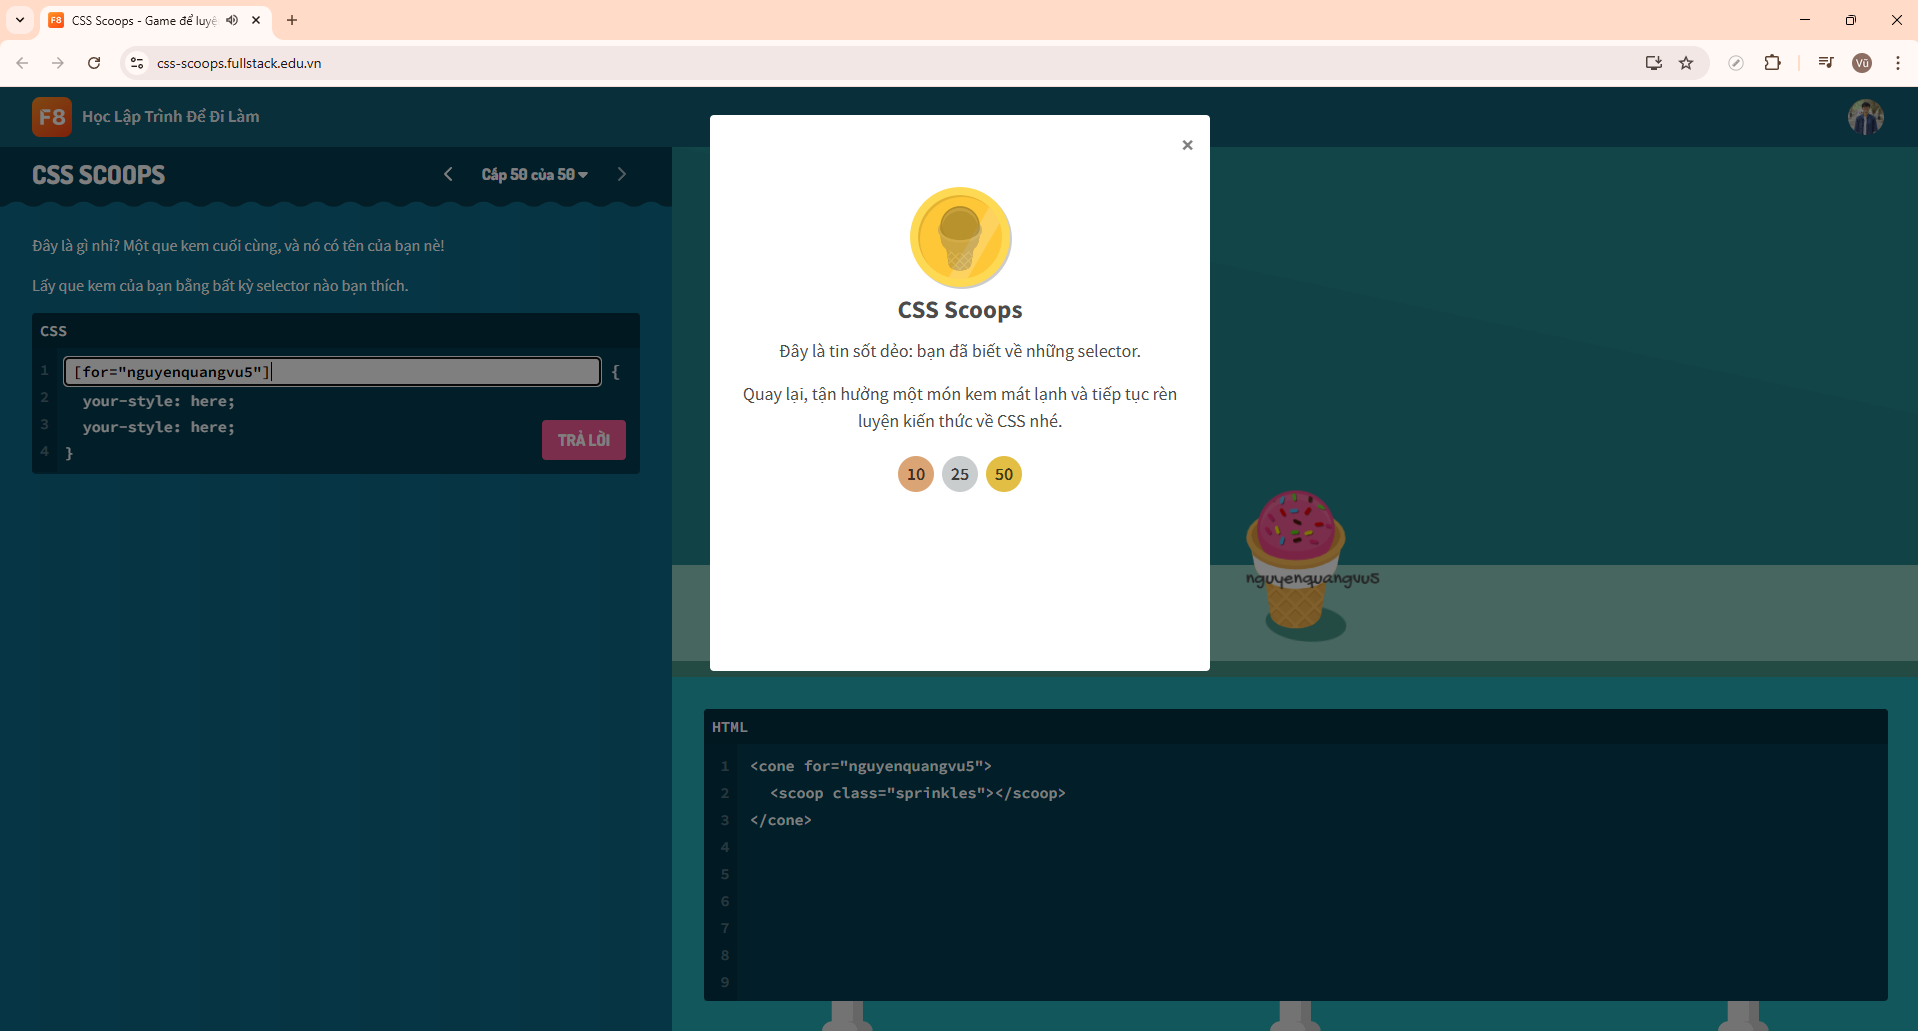 CSS Scoops - Game để luyệ
css-scoops.fullstack.edu.vn
Vũ
F8 Học Lập Trình Để Đi Làm
CSS SCOOPS
Cấp 50 của 50
Đây là gì nhỉ? Một que kem cuối cùng, và nó có tên của bạn nè!
Lấy que kem của bạn bằng bất kỳ selector nào bạn thích.
CSS
1 [for="nguyenquangvu5"] {
2 your-style: here;
3 your-style: here;
4 }
TRẢ LỜI
×
CSS Scoops
Đây là tin sốt dẻo: bạn đã biết về những selector.
Quay lại, tận hưởng một món kem mát lạnh và tiếp tục rèn
luyện kiến thức về CSS nhé.
10 25 50
nguyenquangvu5
HTML
1 <cone for="nguyenquangvu5">
2 <scoop class="sprinkles"></scoop>
3 </cone>
4
5
6
7
8
9